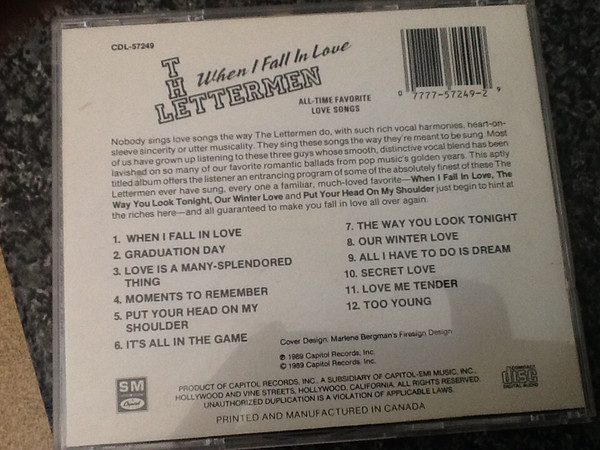 CDL-57249
When I Fall In Love
THE
LETTERMEN
ALL-TIME FAVORITE
LOVE SONGS
0 7777-57249-2 9
Nobody sings love songs the way The Lettermen do, with such rich vocal harmonies, heart-on-
sleeve sincerity or utter musicality. They sing these songs the way they're meant to be sung. Most
of us have grown up listening to these three guys whose smooth, distinctive vocal blend has been
lavished on so many of our favorite romantic ballads from pop music's golden years. This aptly
titled album offers the listener an entrancing program of some of the absolutely finest of these The
Lettermen ever have sung, every one a familiar, much-loved favorite—When I Fall In Love, The
Way You Look Tonight, Our Winter Love and Put Your Head On My Shoulder just begin to hint at
the riches here—and all guaranteed to make you fall in love all over again.
1. WHEN I FALL IN LOVE
2. GRADUATION DAY
3. LOVE IS A MANY-SPLENDORED
THING
4. MOMENTS TO REMEMBER
5. PUT YOUR HEAD ON MY
SHOULDER
6. IT'S ALL IN THE GAME
7. THE WAY YOU LOOK TONIGHT
8. OUR WINTER LOVE
9. ALL I HAVE TO DO IS DREAM
10. SECRET LOVE
11. LOVE ME TENDER
12. TOO YOUNG
Cover Design: Marlene Bergman's Firesign Design
℗ 1989 Capitol Records, Inc.
© 1989 Capitol Records, Inc.
SM
Capitol
PRODUCT OF CAPITOL RECORDS, INC., A SUBSIDIARY OF CAPITOL-EMI MUSIC, INC.,
HOLLYWOOD AND VINE STREETS, HOLLYWOOD, CALIFORNIA. ALL RIGHTS RESERVED.
UNAUTHORIZED DUPLICATION IS A VIOLATION OF APPLICABLE LAWS.
PRINTED AND MANUFACTURED IN CANADA
COMPACT
disc
DIGITAL AUDIO